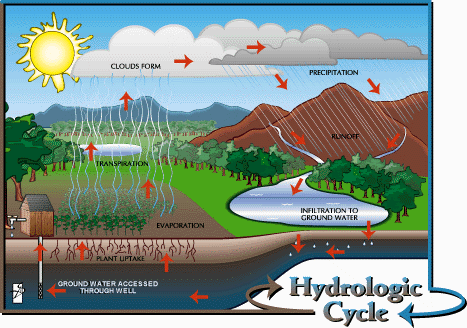 CLOUDS FORM
PRECIPITATION
RUNOFF
TRANSPIRATION
INFILTRATION TO
GROUND WATER
EVAPORATION
PLANT UPTAKE
GROUND WATER ACCESSED
THROUGH WELL
Hydrologic
Cycle